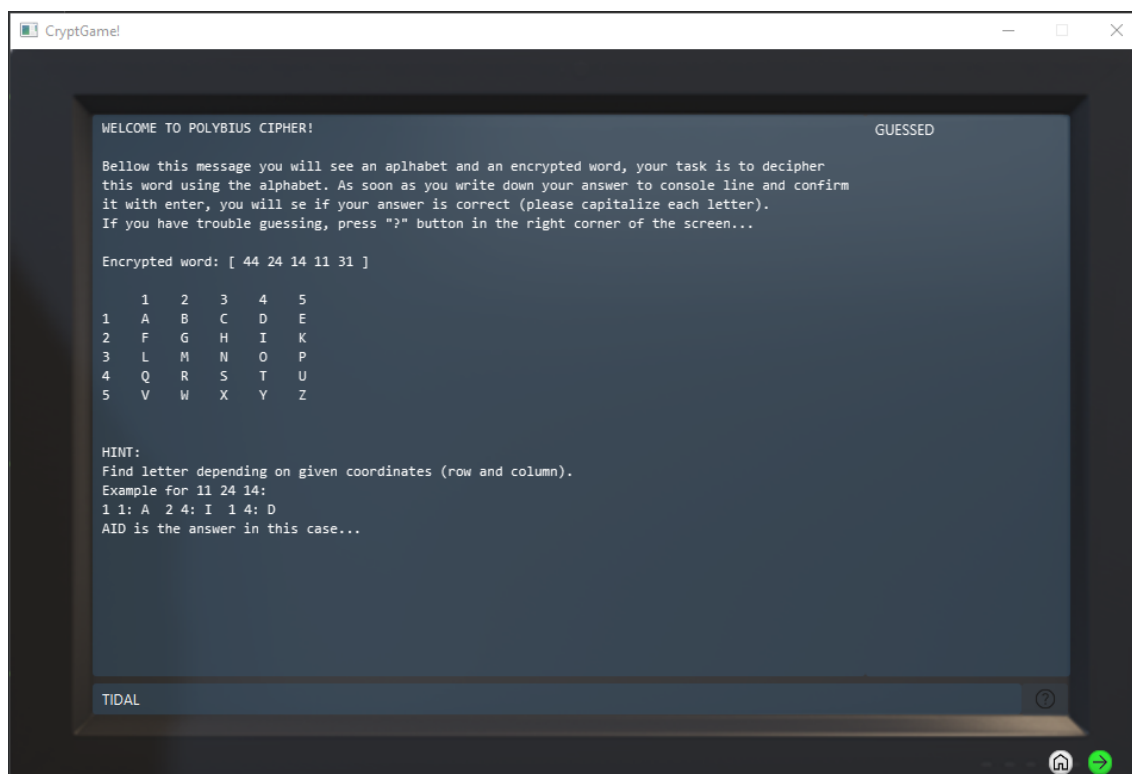 CryptGame!
WELCOME TO POLYBIUS CIPHER!
GUESSED
Bellow this message you will see an aplhabet and an encrypted word, your task is to decipher
this word using the alphabet. As soon as you write down your answer to console line and confirm
it with enter, you will se if your answer is correct (please capitalize each letter).
If you have trouble guessing, press "?" button in the right corner of the screen...
Encrypted word: [ 44 24 14 11 31 ]
1 2 3 4 5
1 A B C D E
2 F G H I K
3 L M N O P
4 Q R S T U
5 V W X Y Z
HINT:
Find letter depending on given coordinates (row and column).
Example for 11 24 14:
1 1: A 2 4: I 1 4: D
AID is the answer in this case...
TIDAL
?